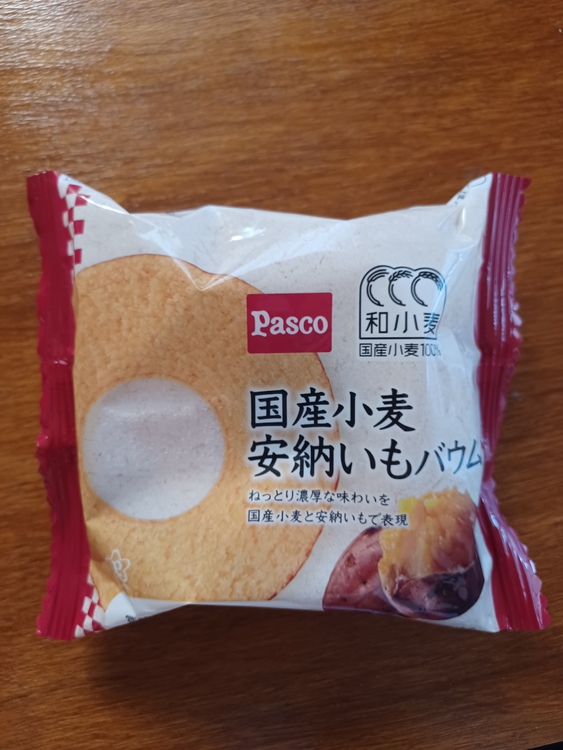 Pasco
和小麦
国産小麦100%
国産小麦
安納いもバウム
ねっとり濃厚な味わいを
国産小麦と安納いもで表現